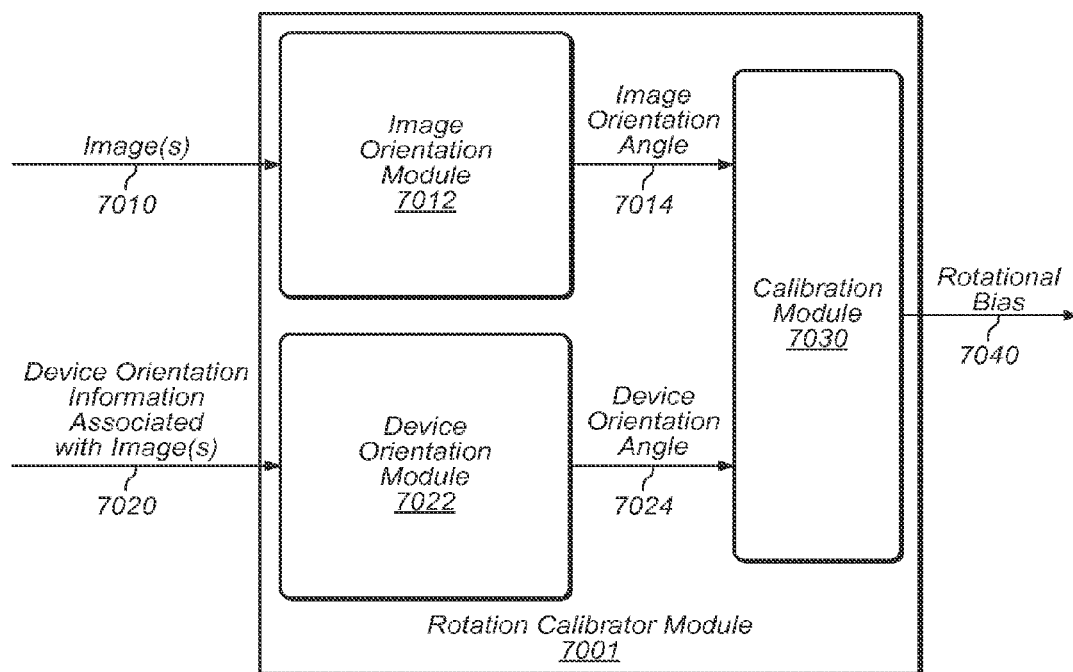 Image(s)
7010
Image
Orientation
Module
7012
Image
Orientation
Angle
7014
Calibration
Module
7030
Rotational
Bias
7040
Device Orientation
Information
Associated
with Image(s)
7020
Device
Orientation
Module
7022
Device
Orientation
Angle
7024
Rotation Calibrator Module
7001